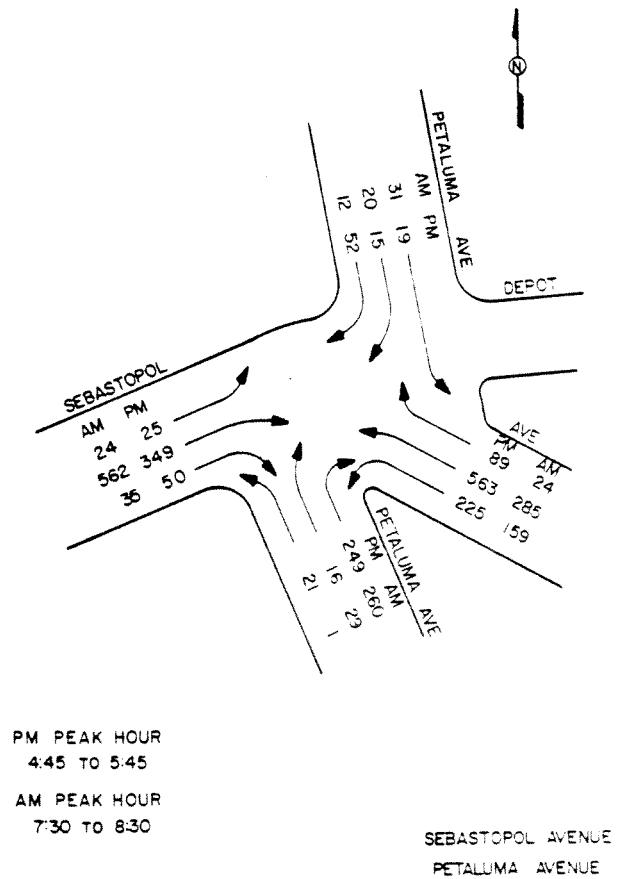 N
PETALUMA AVE
AM PM
31 19
20 15
12 52
DEPOT
SEBASTOPOL
AM PM
24 25
562 349
35 50
AVE
PM AM
89 24
563 285
225 159
PETALUMA AVE
PM AM
249 260
16 29
21 1
PM PEAK HOUR
4:45 TO 5:45
AM PEAK HOUR
7:30 TO 8:30
SEBASTOPOL AVENUE
PETALUMA AVENUE